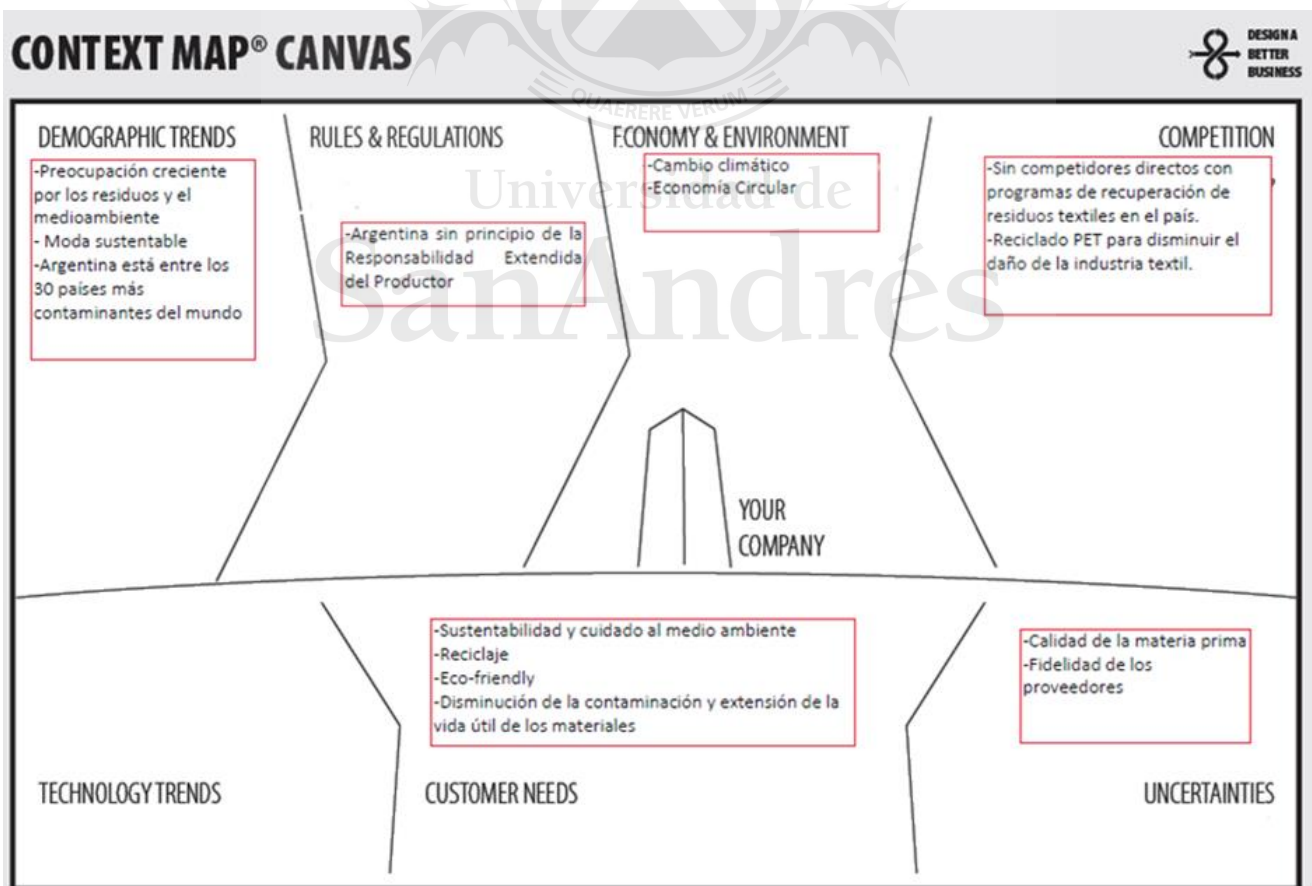 CONTEXT MAP® CANVAS
DESIGN A
BETTER
BUSINESS
QUAERERE VERUM
Universidad de
SanAndrés
DEMOGRAPHIC TRENDS
-Preocupación creciente
por los residuos y el
medioambiente
- Moda sustentable
-Argentina está entre los
30 países más
contaminantes del mundo
RULES & REGULATIONS
-Argentina sin principio de la
Responsabilidad Extendida
del Productor
ECONOMY & ENVIRONMENT
-Cambio climático
-Economía Circular
COMPETITION
-Sin competidores directos con
programas de recuperación de
residuos textiles en el país.
-Reciclado PET para disminuir el
daño de la industria textil.
YOUR
COMPANY
TECHNOLOGY TRENDS
-Sustentabilidad y cuidado al medio ambiente
-Reciclaje
-Eco-friendly
-Disminución de la contaminación y extensión de la
vida útil de los materiales
CUSTOMER NEEDS
-Calidad de la materia prima
-Fidelidad de los
proveedores
UNCERTAINTIES